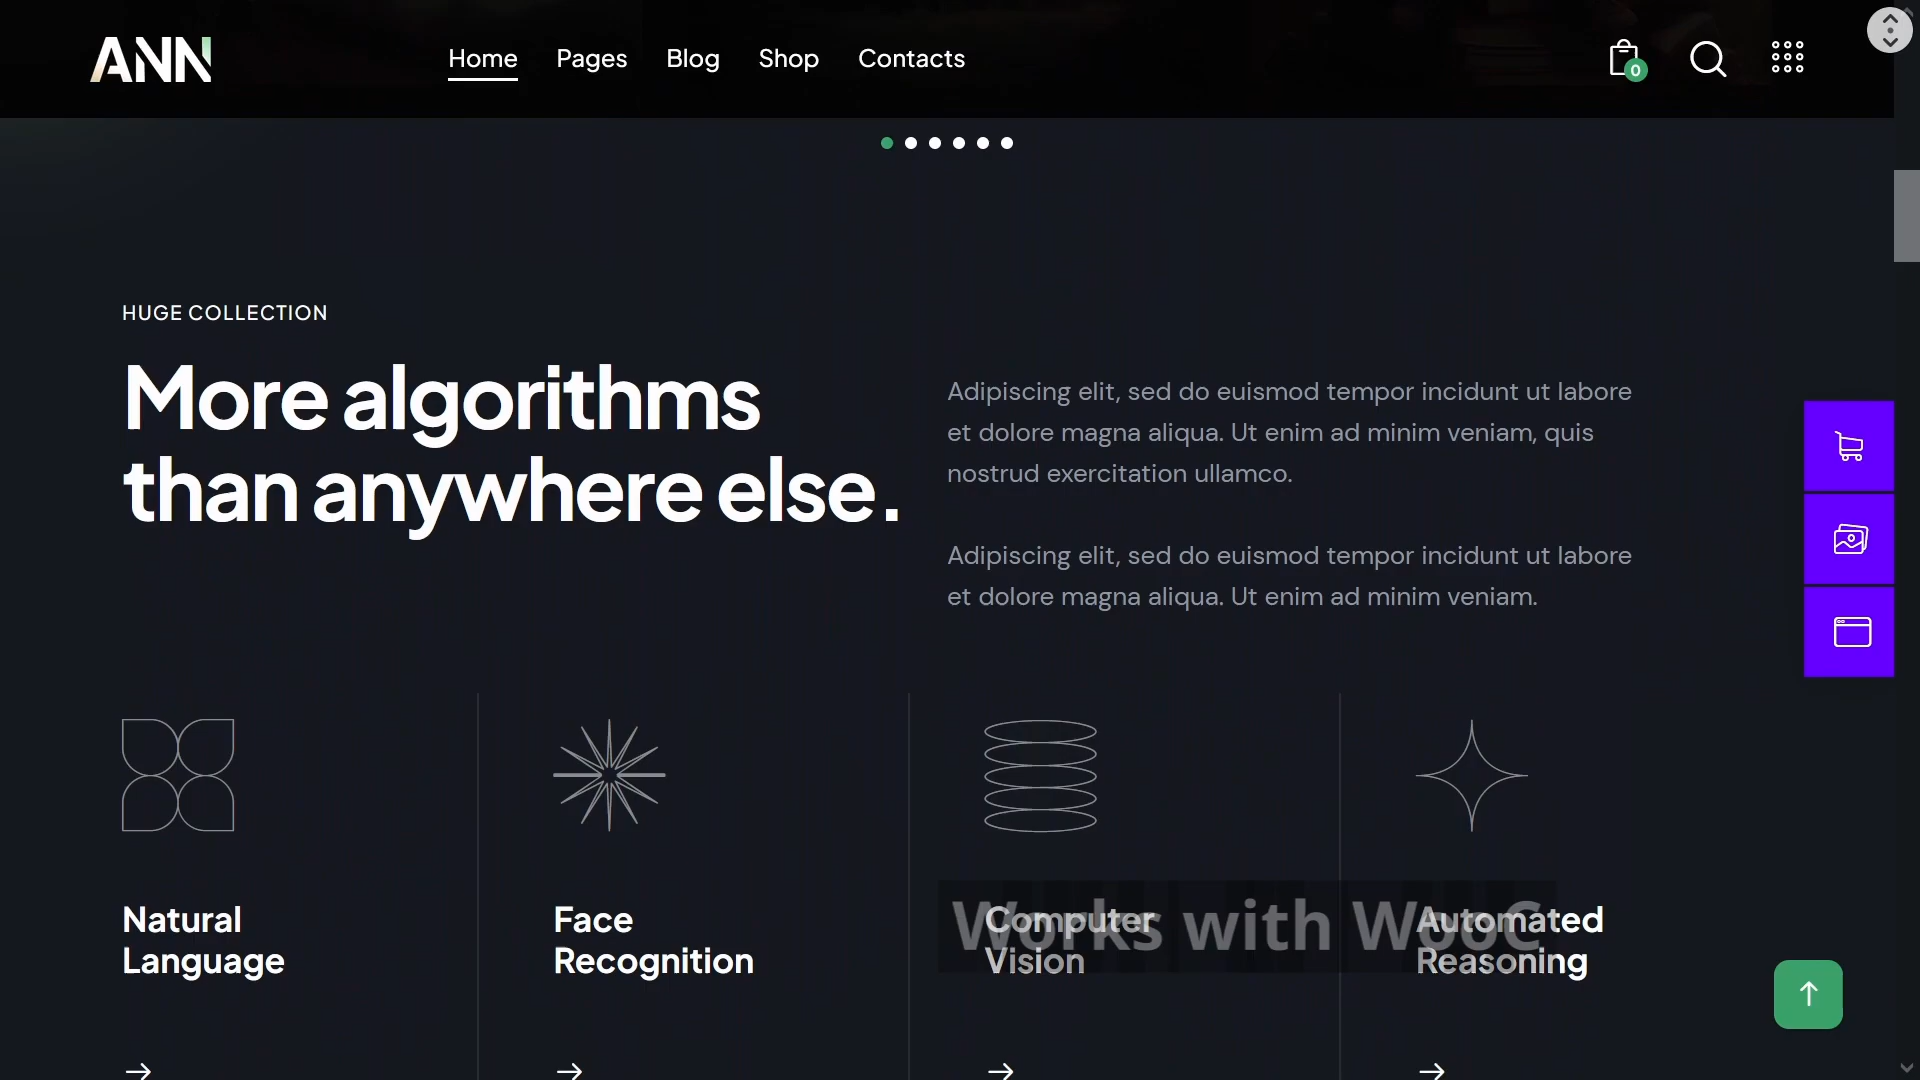 ANN
Home Pages Blog Shop Contacts
0
HUGE COLLECTION
More algorithms
than anywhere else.
Adipiscing elit, sed do euismod tempor incidunt ut labore
et dolore magna aliqua. Ut enim ad minim veniam, quis
nostrud exercitation ullamco.
Adipiscing elit, sed do euismod tempor incidunt ut labore
et dolore magna aliqua. Ut enim ad minim veniam.
Natural
Language
Face
Recognition
Computer
Vision
Automated
Reasoning
Works with WooC